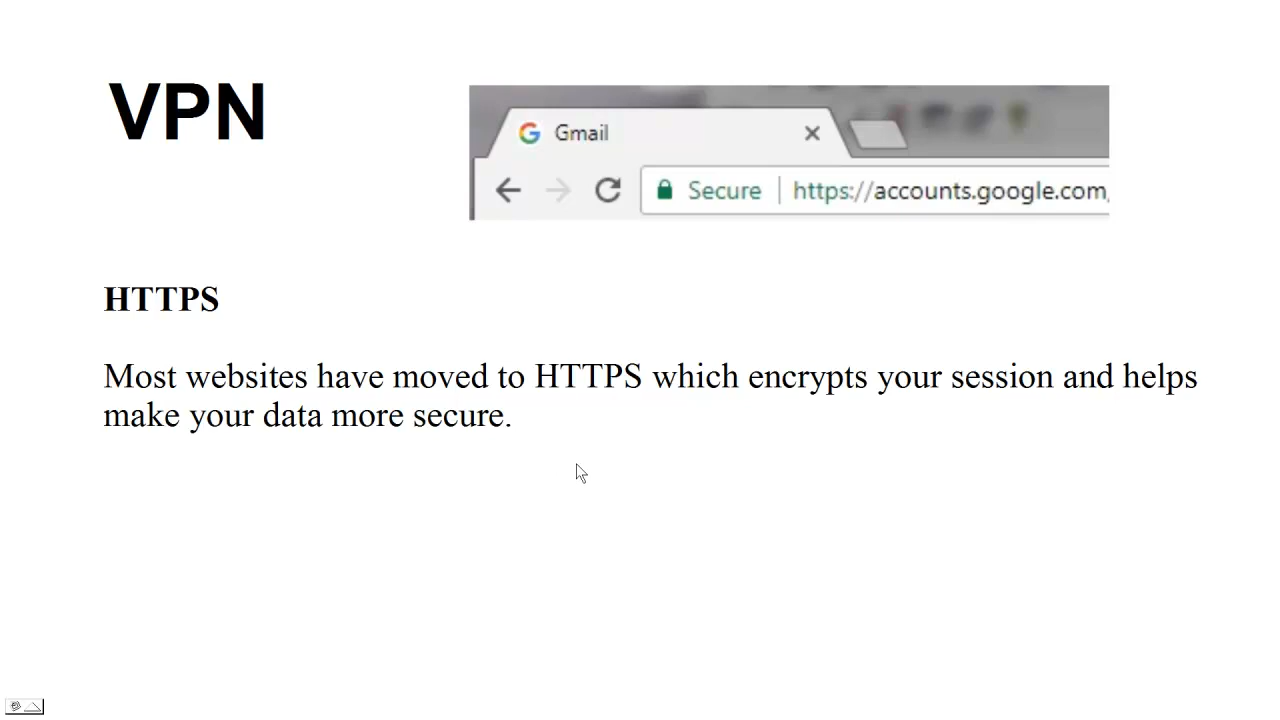 VPN
Gmail
Secure https://accounts.google.com/
HTTPS
Most websites have moved to HTTPS which encrypts your session and helps
make your data more secure.